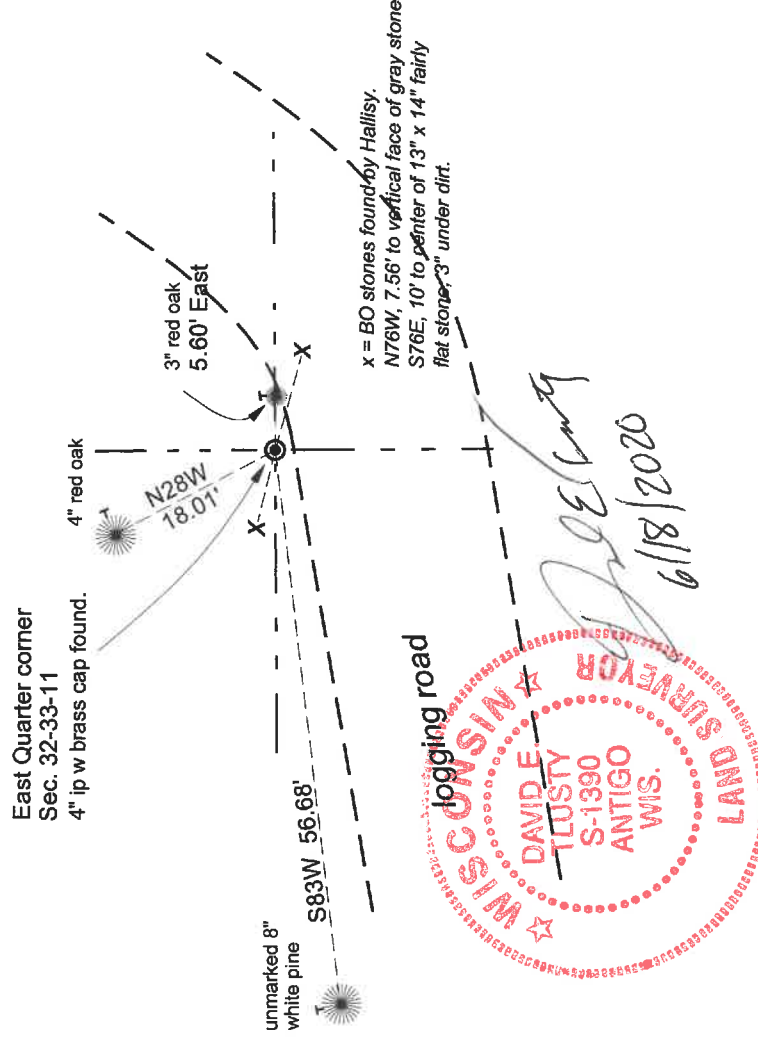 East Quarter corner
Sec. 32-33-11
4" ip w brass cap found.
4" red oak
N28W
18.01'
3" red oak
5.60' East
T
T
X
X
x = BO stones found by Hallisy.
N76W, 7.56' to vertical face of gray stone
S76E, 10' to center of 13" x 14" fairly
flat stone, 3" under dirt.
unmarked 8"
white pine
S83W 56.68'
T
logging road
WISCONSIN
DAVID E.
TLUSTY
S-1390
ANTIGO
WIS.
LAND SURVEYOR
6/18/2020